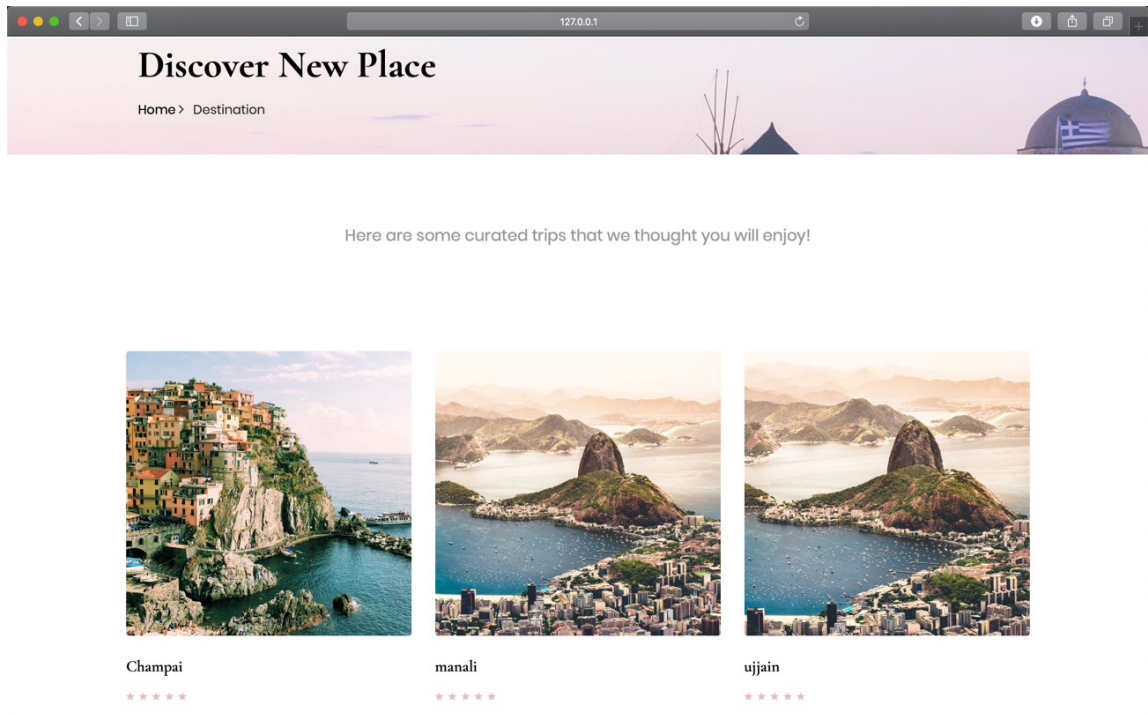 127.0.0.1
Discover New Place
Home > Destination
Here are some curated trips that we thought you will enjoy!
Champai
manali
ujjain